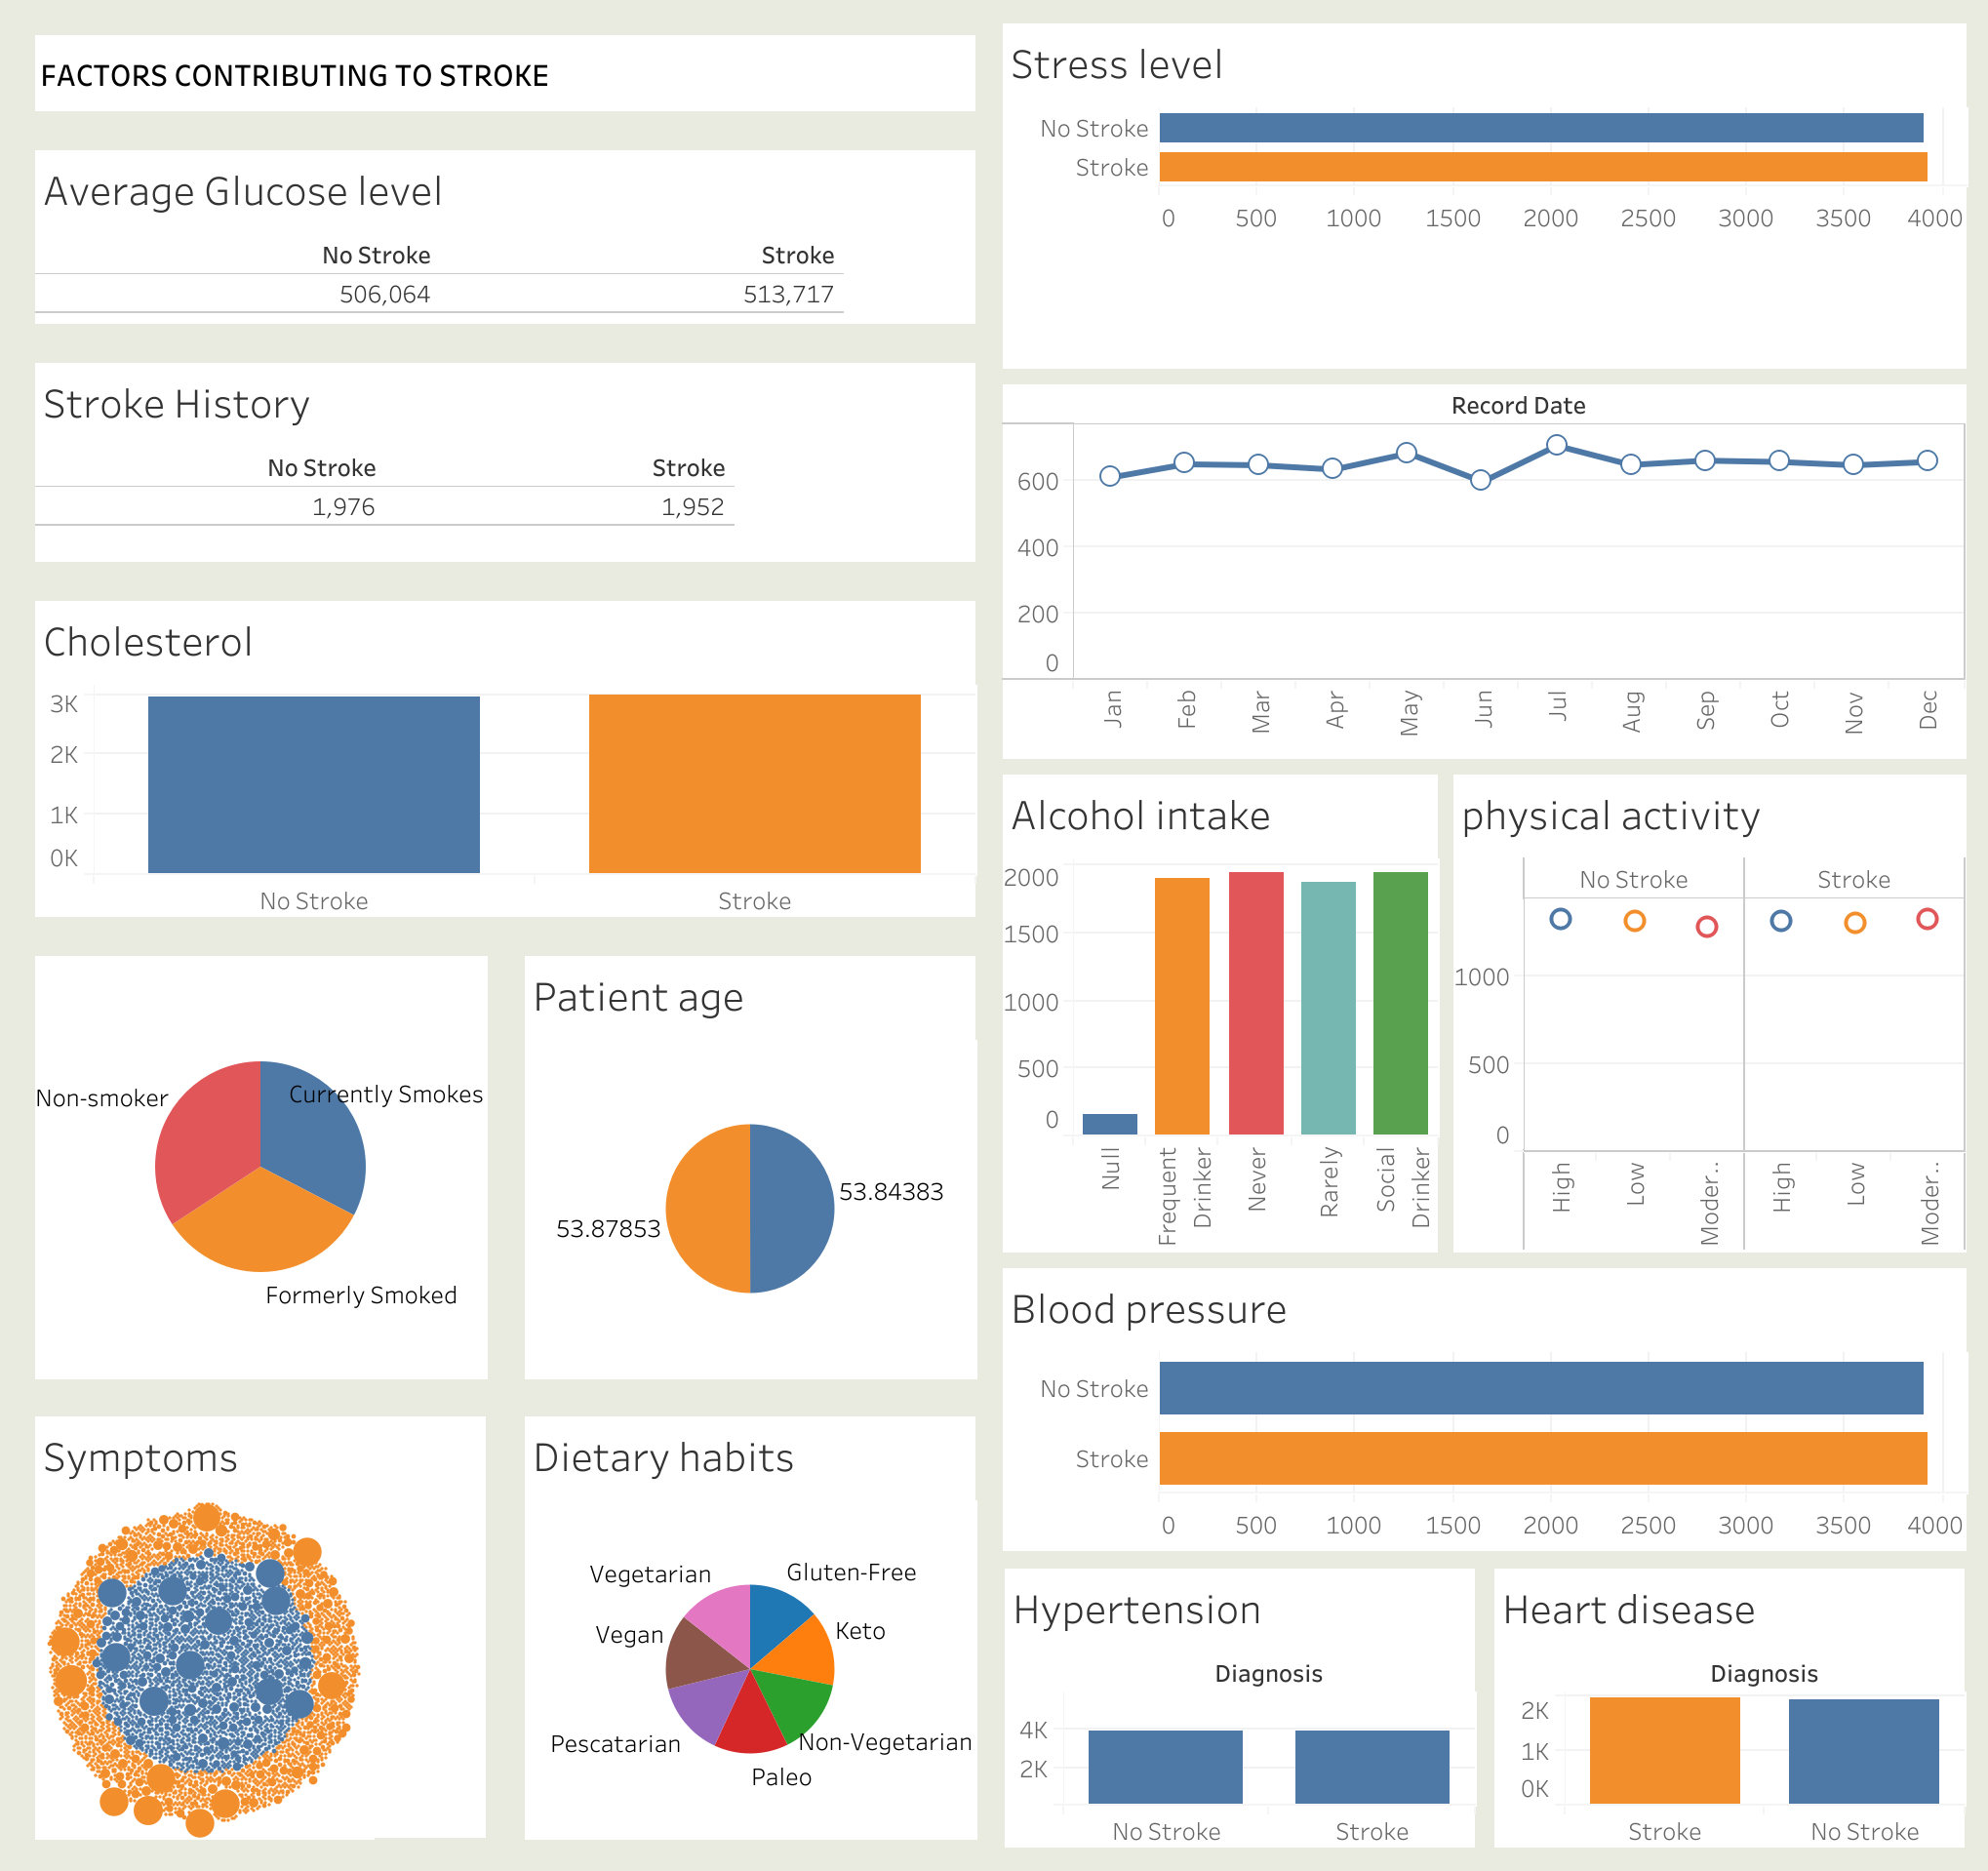 FACTORS CONTRIBUTING TO STROKE
Average Glucose level
No Stroke Stroke
506,064 513,717
Stroke History
No Stroke Stroke
1,976 1,952
Cholesterol
3K
2K
1K
0K
No Stroke Stroke
Non-smoker
Currently Smokes
Formerly Smoked
Patient age
53.84383
53.87853
Symptoms
Dietary habits
Vegetarian
Gluten-Free
Vegan
Keto
Pescatarian
Non-Vegetarian
Paleo
Stress level
No Stroke
Stroke
0 500 1000 1500 2000 2500 3000 3500 4000
Record Date
600
400
200
0
Jan Feb Mar Apr May Jun Jul Aug Sep Oct Nov Dec
Alcohol intake
2000
1500
1000
500
0
Null
Frequent
Drinker
Never
Rarely
Social
Drinker
physical activity
No Stroke Stroke
1000
500
0
High Low Moder.. High Low Moder..
Blood pressure
No Stroke
Stroke
0 500 1000 1500 2000 2500 3000 3500 4000
Hypertension
Diagnosis
4K
2K
No Stroke Stroke
Heart disease
Diagnosis
2K
1K
0K
Stroke No Stroke